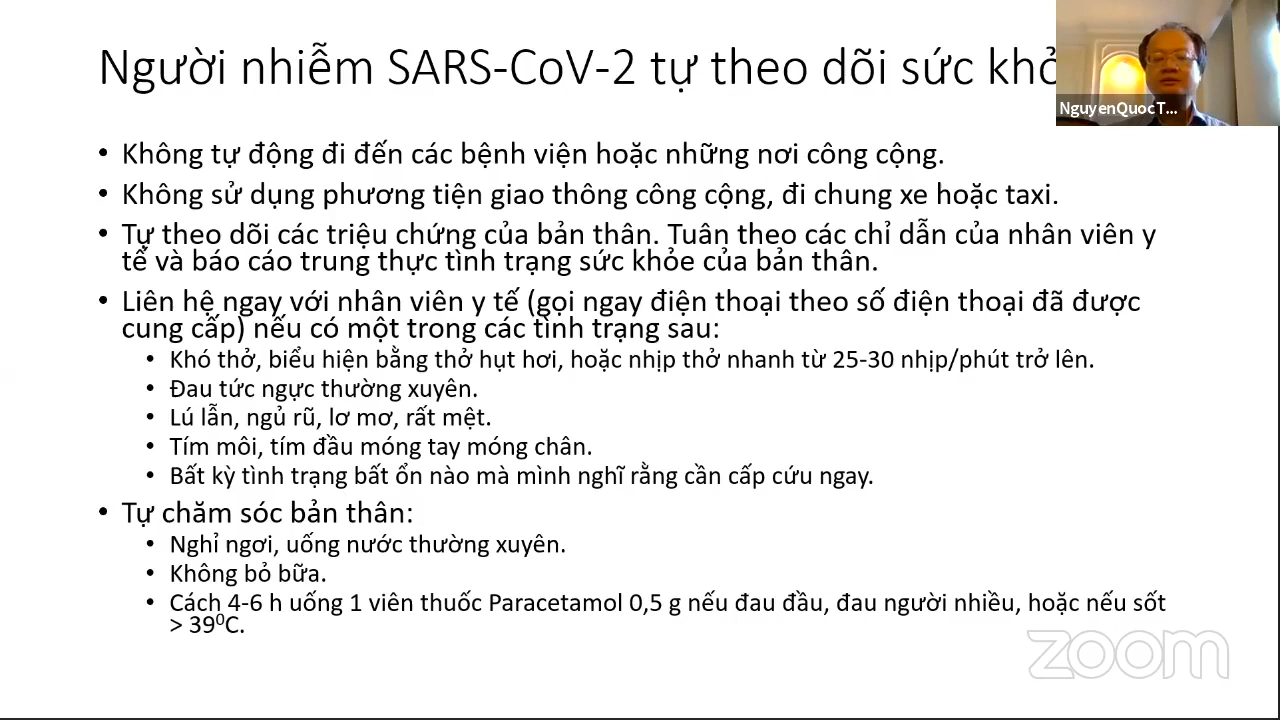 Người nhiễm SARS-CoV-2 tự theo dõi sức
NguyenQuocT...
• Không tự động đi đến các bệnh viện hoặc những nơi công cộng.
• Không sử dụng phương tiện giao thông công cộng, đi chung xe hoặc taxi.
• Tự theo dõi các triệu chứng của bản thân. Tuân theo các chỉ dẫn của nhân viên y
tế và báo cáo trung thực tình trạng sức khỏe của bản thân.
• Liên hệ ngay với nhân viên y tế (gọi ngay điện thoại theo số điện thoại đã được
cung cấp) nếu có một trong các tình trạng sau:
• Khó thở, biểu hiện bằng thở hụt hơi, hoặc nhịp thở nhanh từ 25-30 nhịp/phút trở lên.
• Đau tức ngực thường xuyên.
• Lú lẫn, ngủ rũ, lơ mơ, rất mệt.
• Tím môi, tím đầu móng tay móng chân.
• Bất kỳ tình trạng bất ổn nào mà mình nghĩ rằng cần cấp cứu ngay.
• Tự chăm sóc bản thân:
• Nghỉ ngơi, uống nước thường xuyên.
• Không bỏ bữa.
• Cách 4-6 h uống 1 viên thuốc Paracetamol 0,5 g nếu đau đầu, đau người nhiều, hoặc nếu sốt
> 39⁰C.
zoom